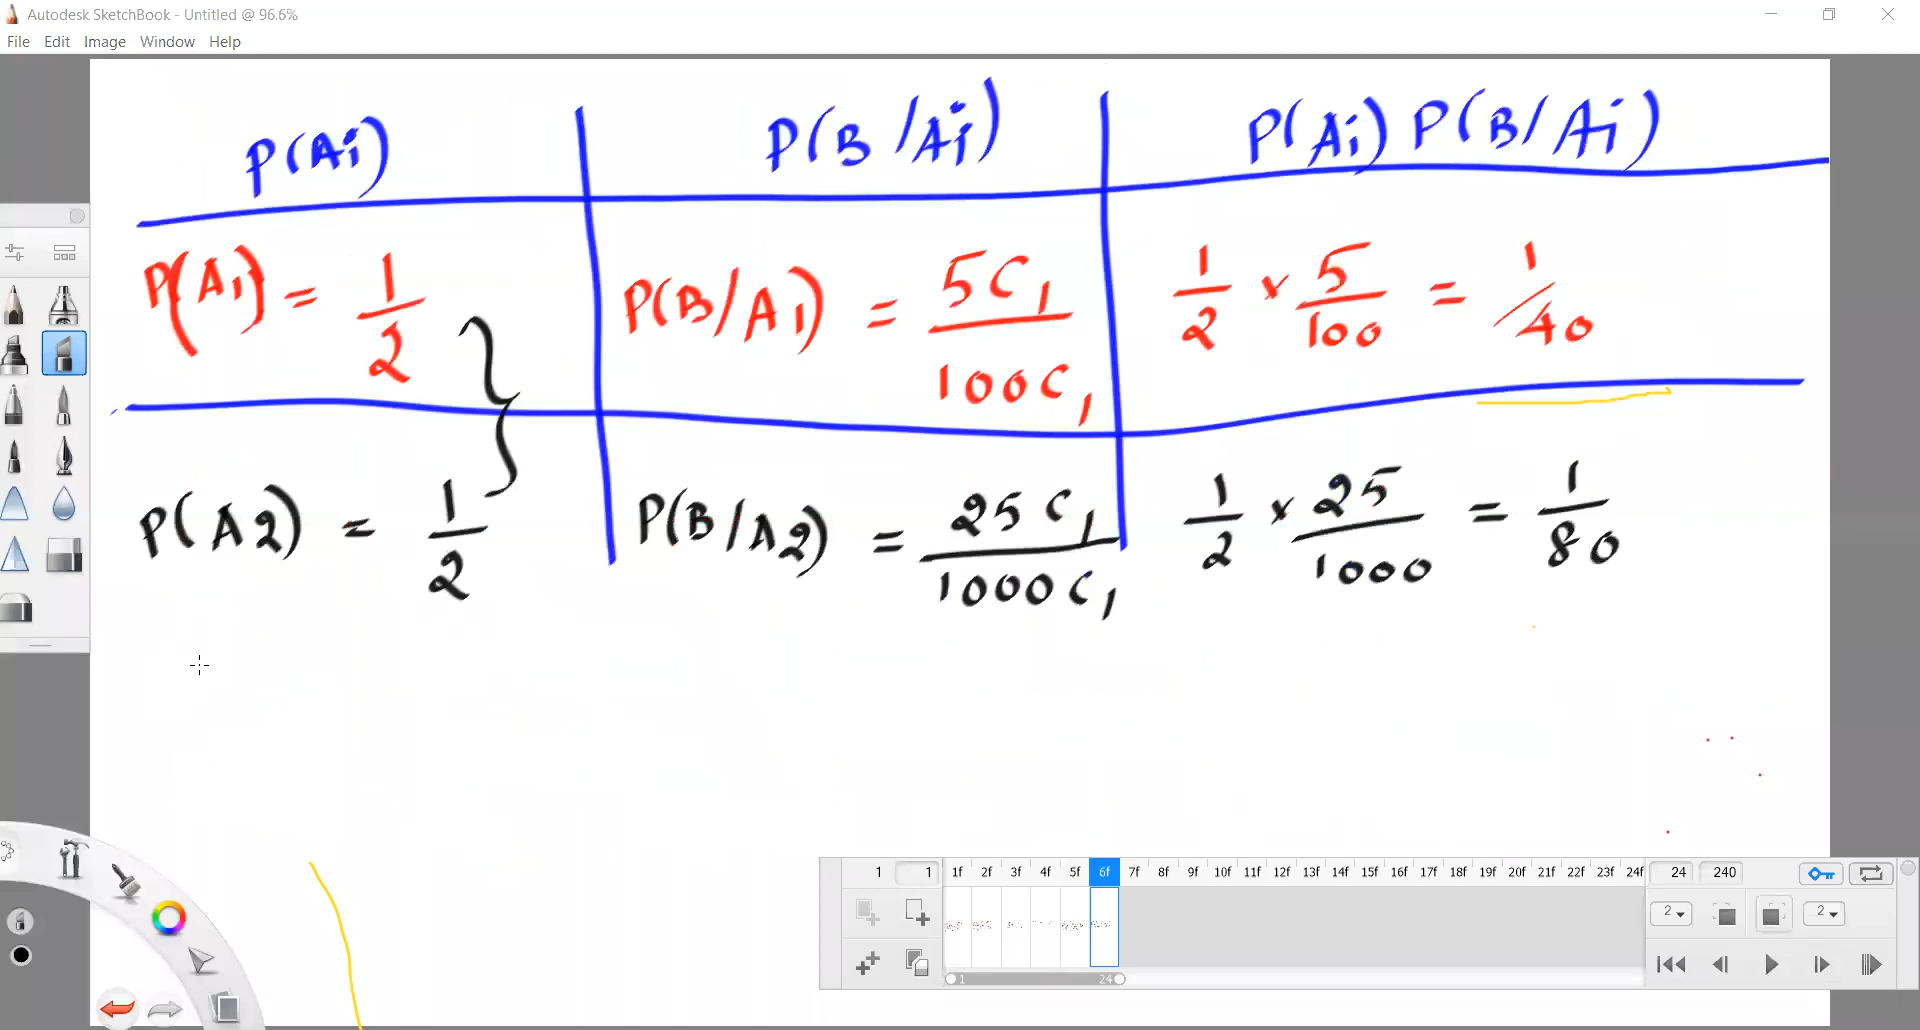 Autodesk SketchBook - Untitled @ 96.6%
File Edit Image Window Help
P(Ai) P(B/Ai) P(Ai) P(B/Ai)
P(A1) = 1/2 P(B/A1) = 5C1/100C1 1/2 × 5/100 = 1/40
P(A2) = 1/2 P(B/A2) = 25C1/1000C1 1/2 × 25/1000 = 1/80
1 1 1f 2f 3f 4f 5f 6f 7f 8f 9f 10f 11f 12f 13f 14f 15f 16f 17f 18f 19f 20f 21f 22f 23f 24f 24 240
2 2
1 24